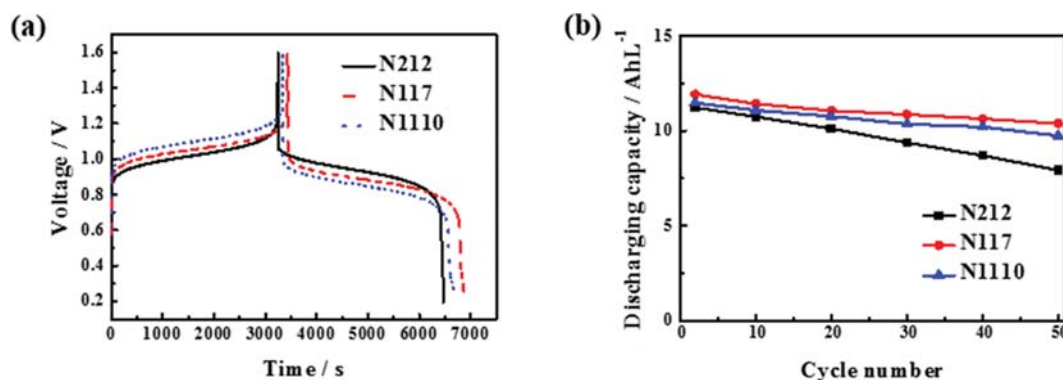 (a)
Voltage / V
1.6
1.4
1.2
1.0
0.8
0.6
0.4
0.2
N212
N117
N1110
0 1000 2000 3000 4000 5000 6000 7000
Time / s
(b)
Discharging capacity / AhL-1
15
10
5
0
N212
N117
N1110
0 10 20 30 40 50
Cycle number